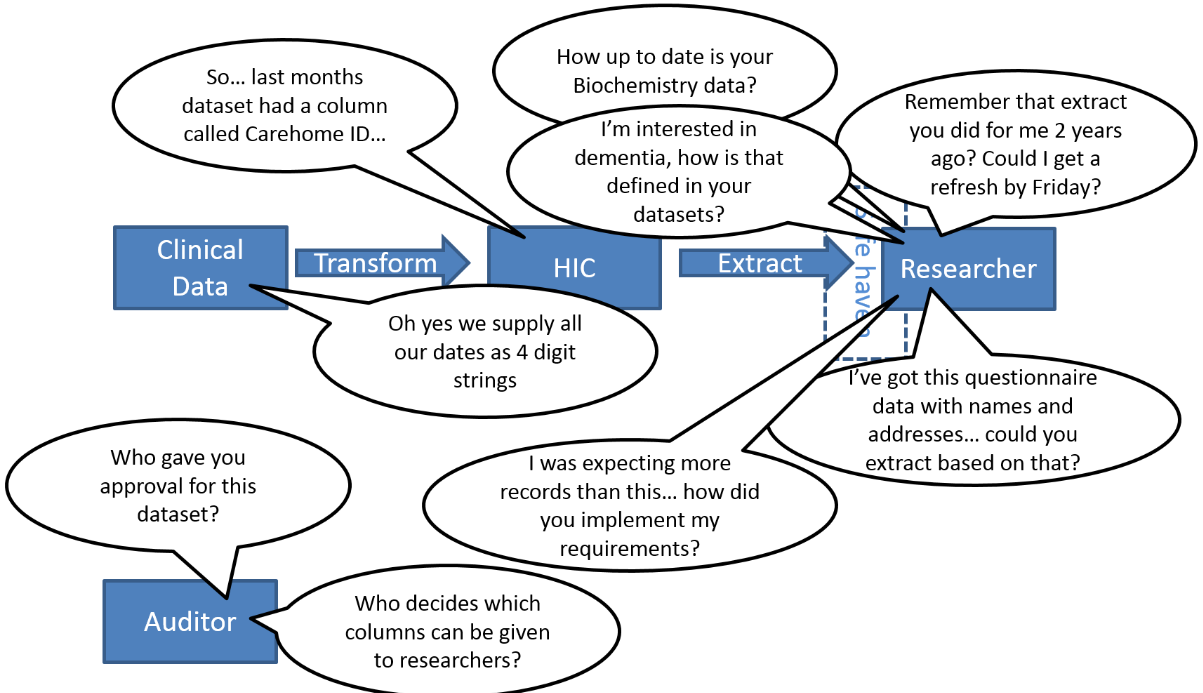 So… last months
dataset had a column
called Carehome ID…
How up to date is your
Biochemistry data?
I'm interested in
dementia, how is that
defined in your
datasets?
Remember that extract
you did for me 2 years
ago? Could I get a
refresh by Friday?
Clinical
Data
Transform
HIC
Extract
haven
Researcher
Oh yes we supply all
our dates as 4 digit
strings
I've got this questionnaire
data with names and
addresses… could you
extract based on that?
I was expecting more
records than this… how did
you implement my
requirements?
Who gave you
approval for this
dataset?
Auditor
Who decides which
columns can be given
to researchers?